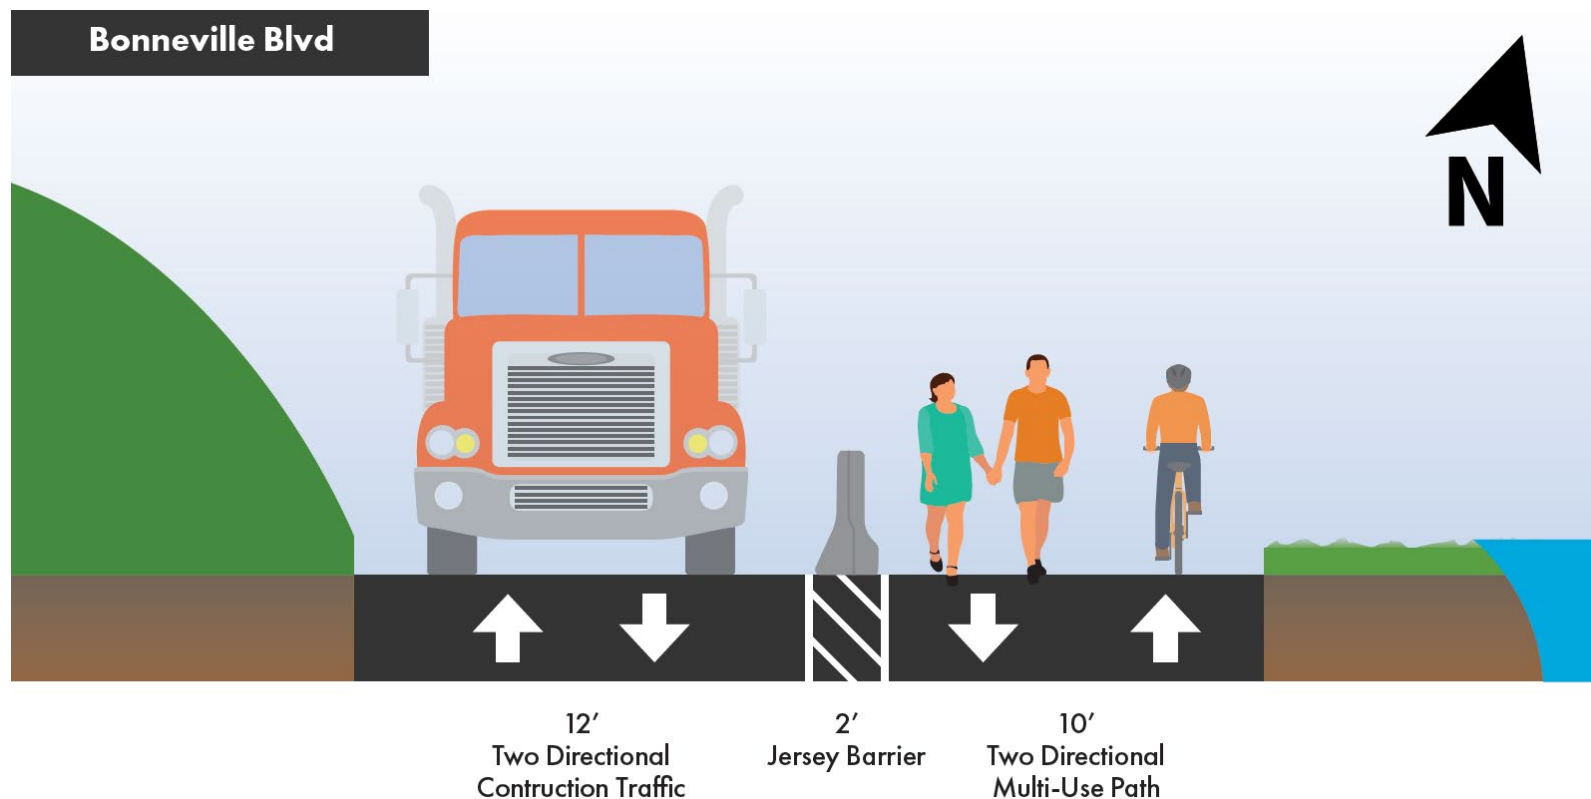 Bonneville Blvd
N
12’
Two Directional
Contruction Traffic
2’
Jersey Barrier
10’
Two Directional
Multi-Use Path